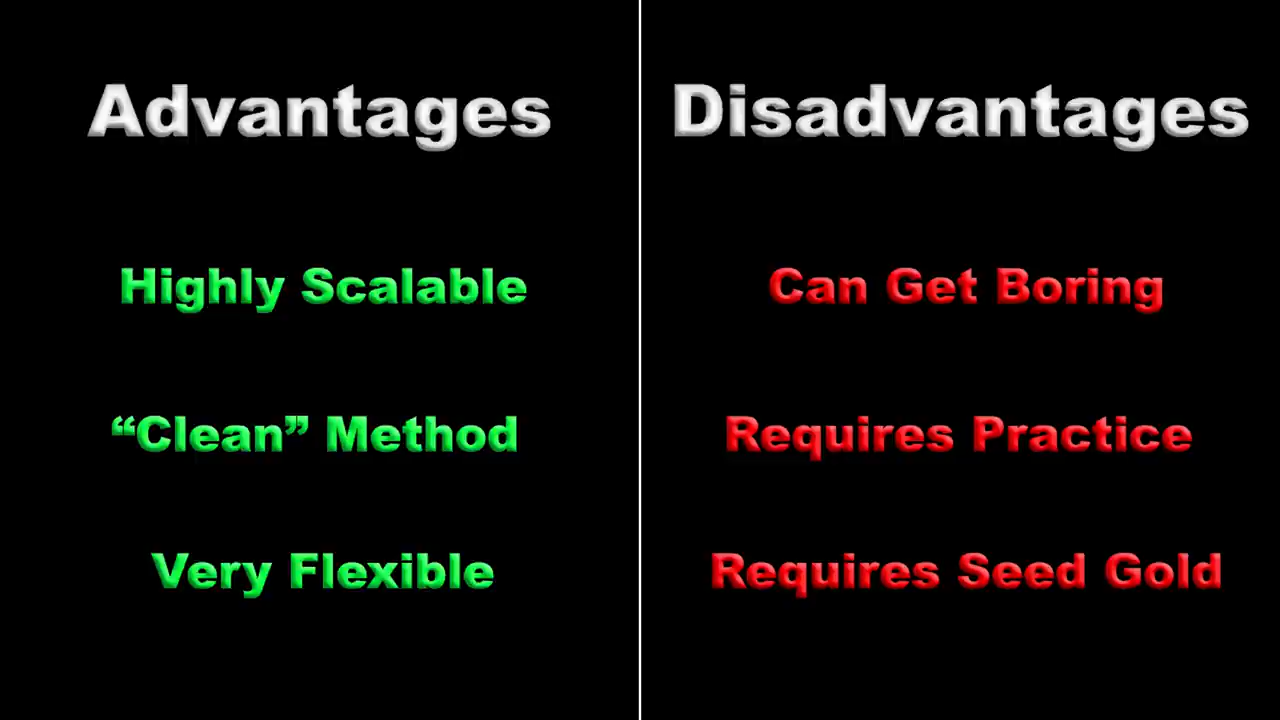 Advantages
Highly Scalable
“Clean” Method
Very Flexible
Disadvantages
Can Get Boring
Requires Practice
Requires Seed Gold